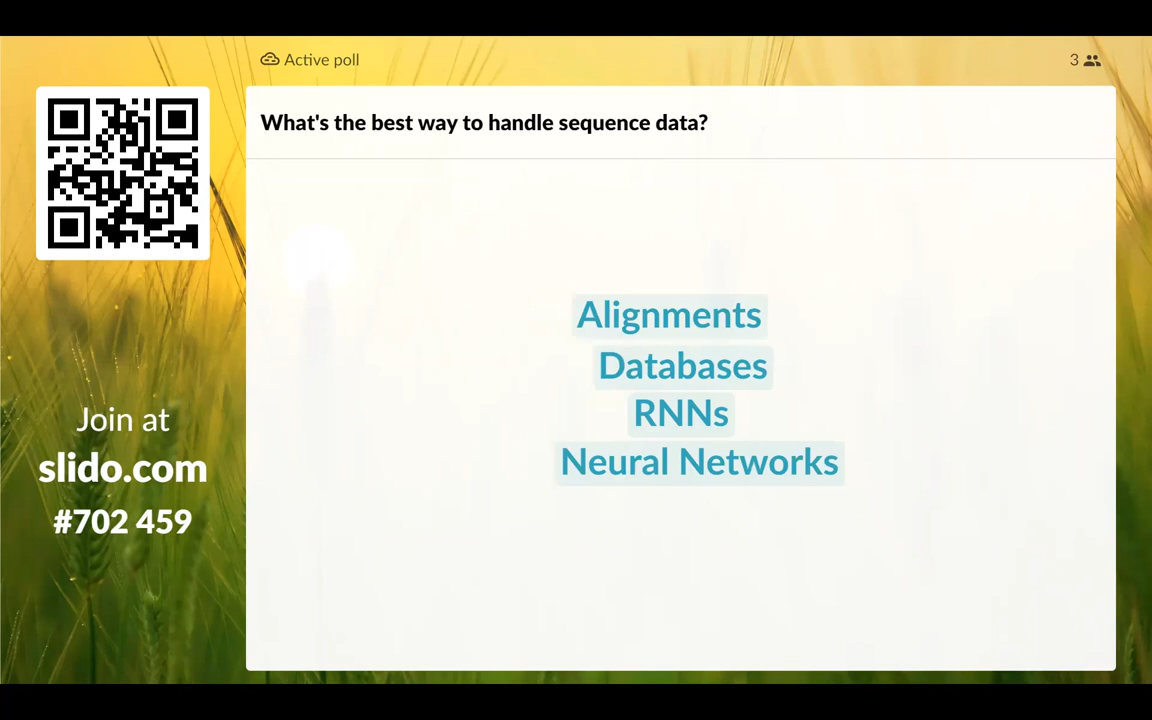 Active poll
3
What's the best way to handle sequence data?
Alignments
Databases
RNNs
Neural Networks
Join at
slido.com
#702 459